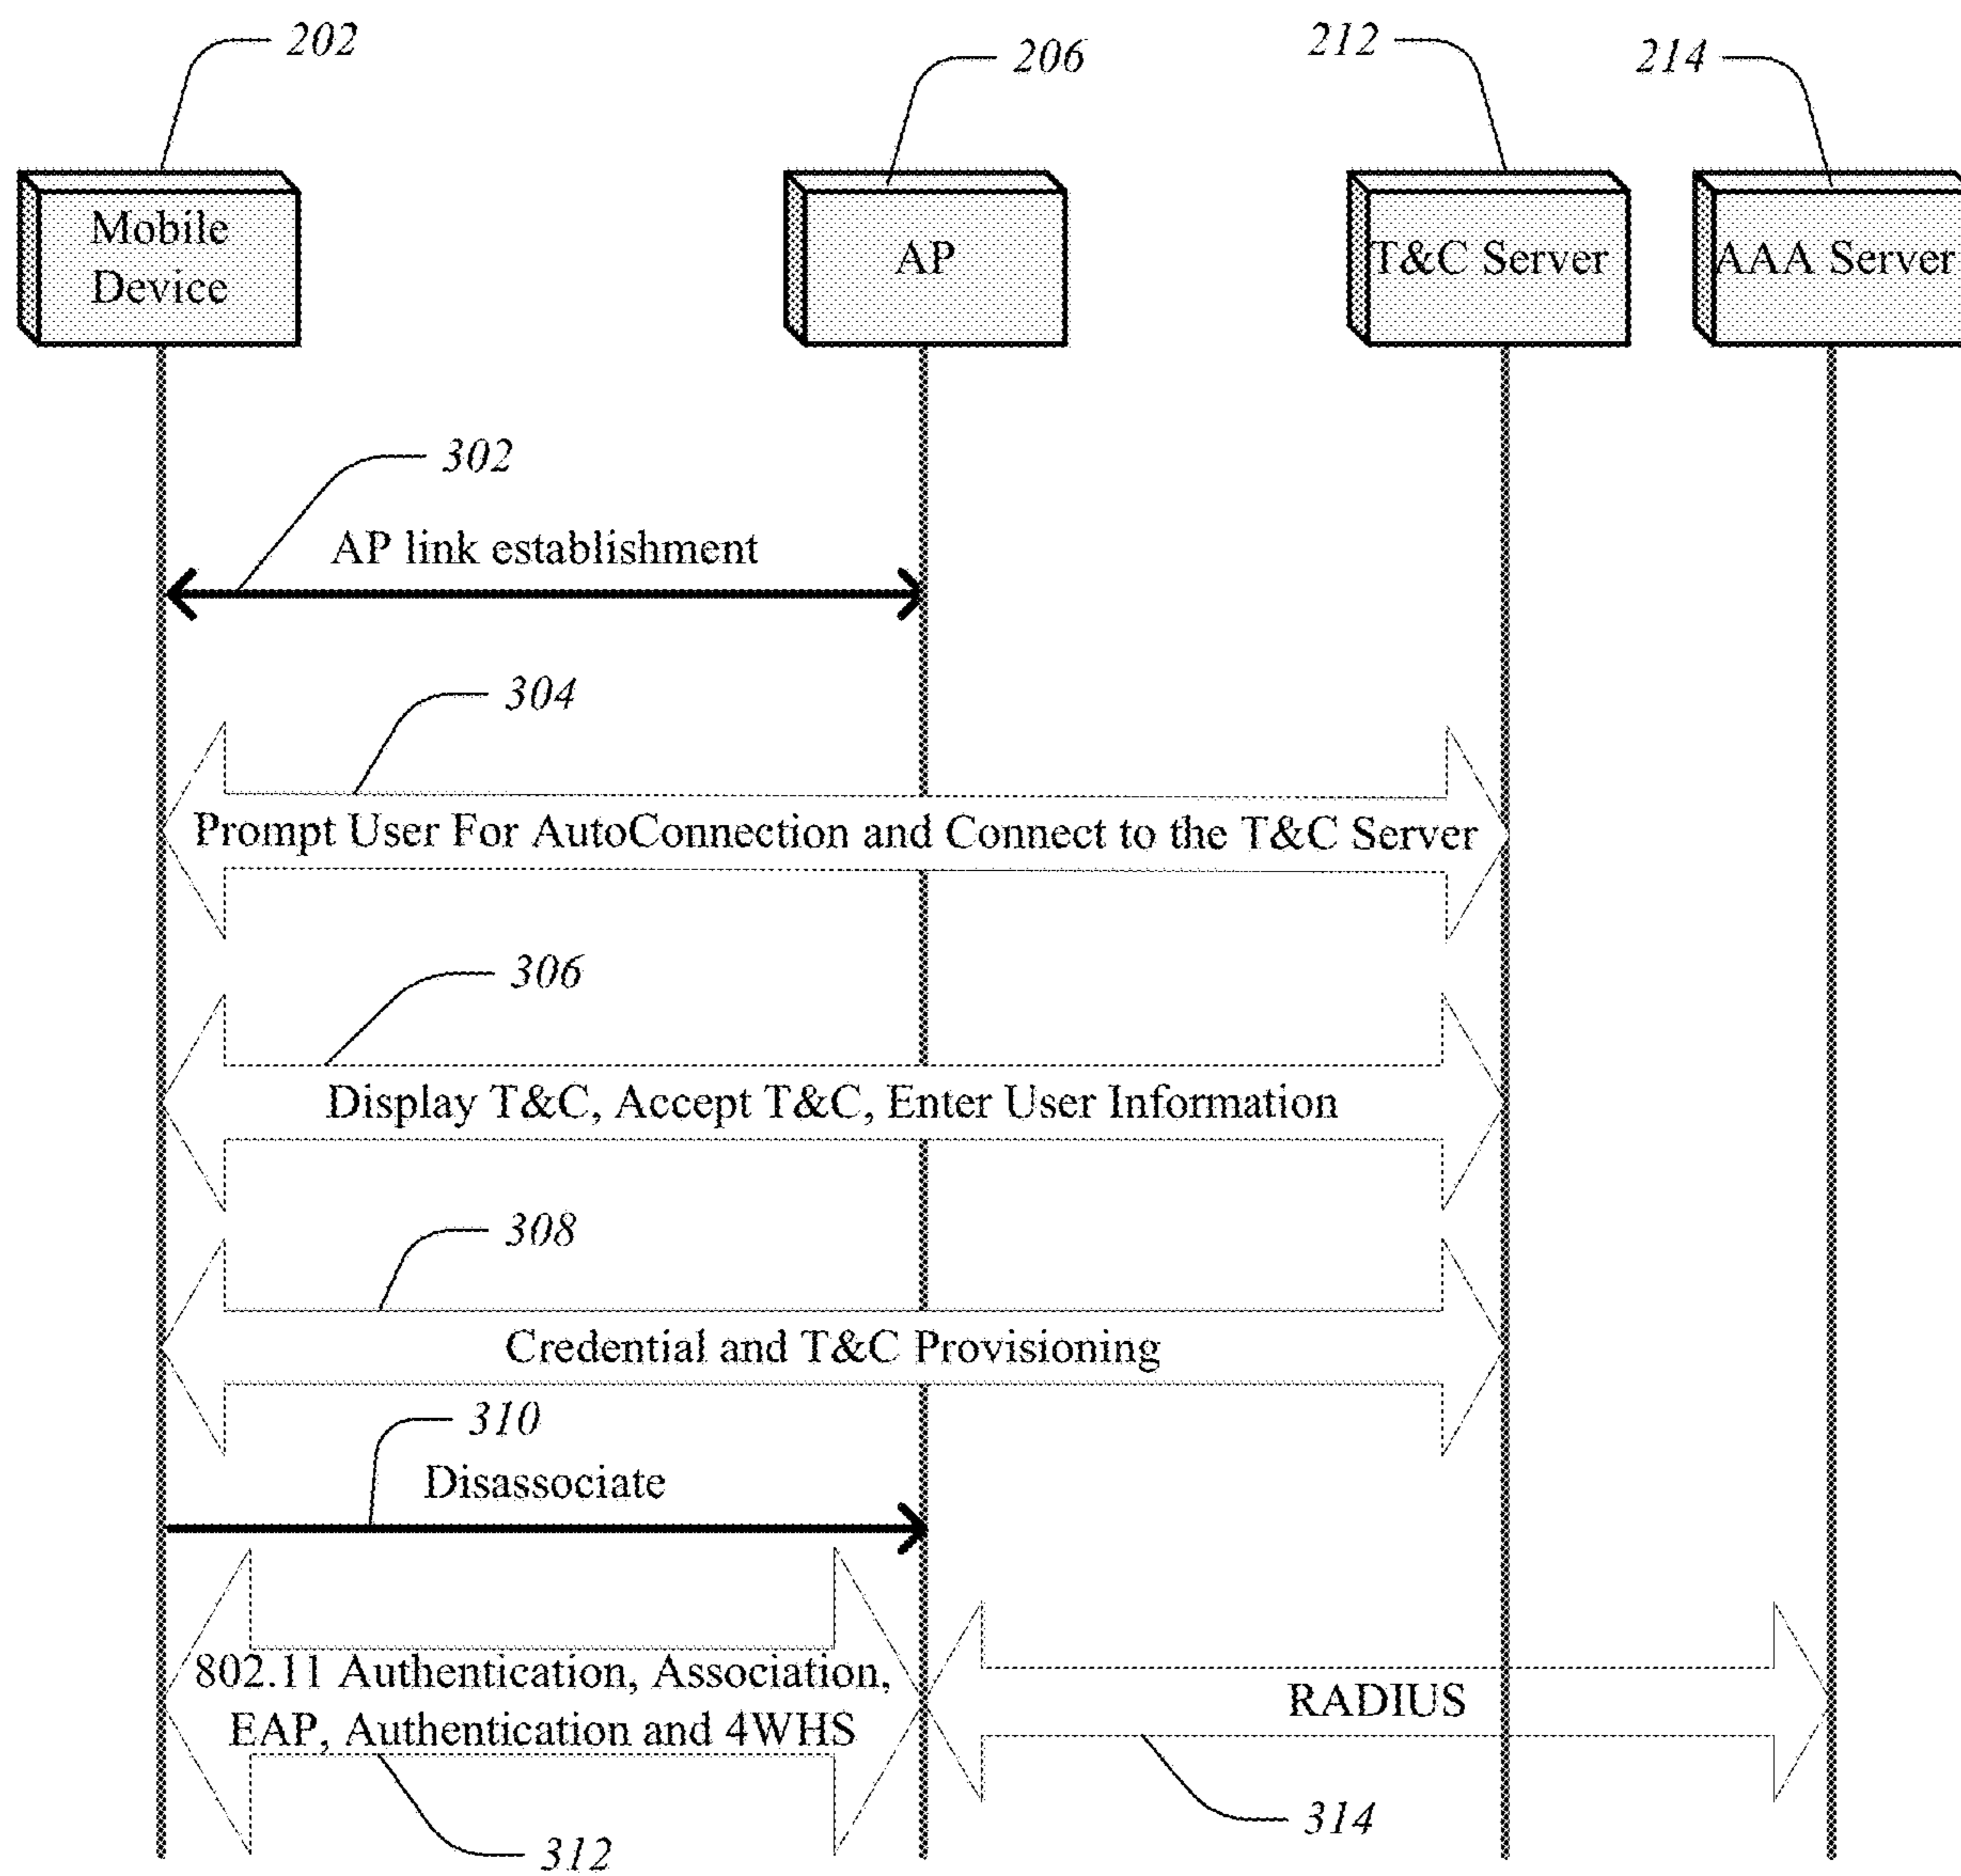 202
206
212
214
Mobile
Device
AP
T&C Server
AAA Server
302
AP link establishment
304
Prompt User For AutoConnection and Connect to the T&C Server
306
Display T&C, Accept T&C, Enter User Information
308
Credential and T&C Provisioning
310
Disassociate
802.11 Authentication, Association,
EAP, Authentication and 4WHS
RADIUS
314
312